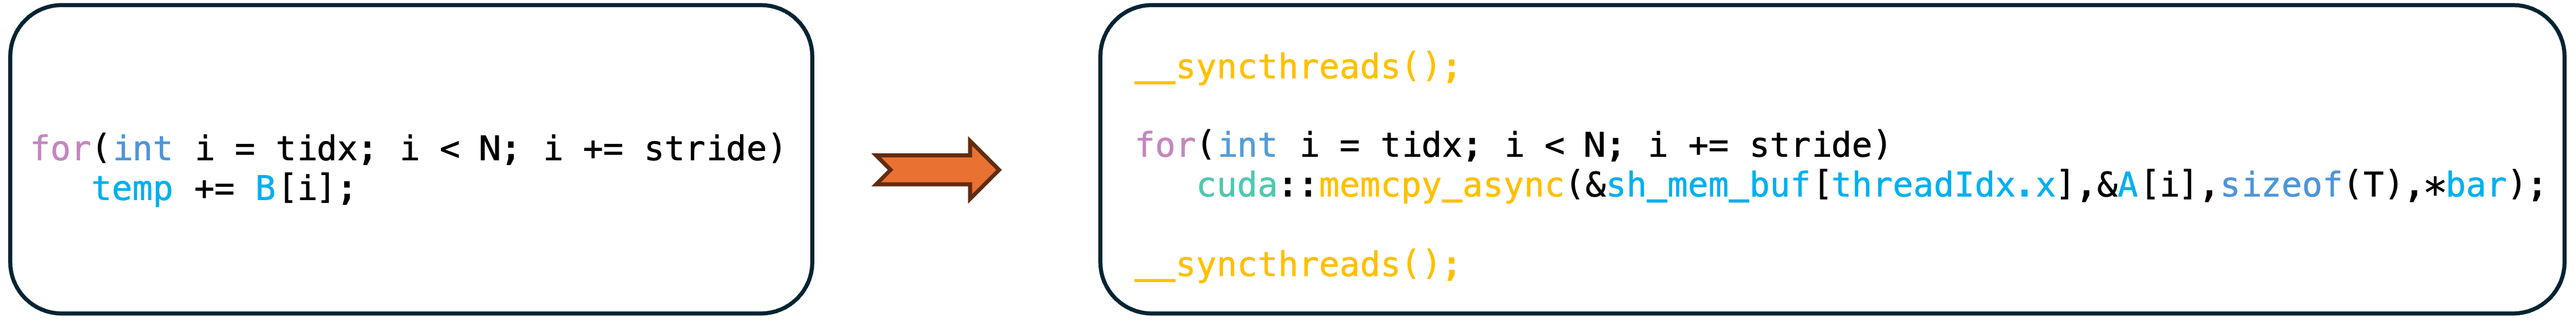 for(int i = tidx; i < N; i += stride)
   temp += B[i];
__syncthreads();
for(int i = tidx; i < N; i += stride)
   cuda::memcpy_async(&sh_mem_buf[threadIdx.x],&A[i],sizeof(T),*bar);
__syncthreads();